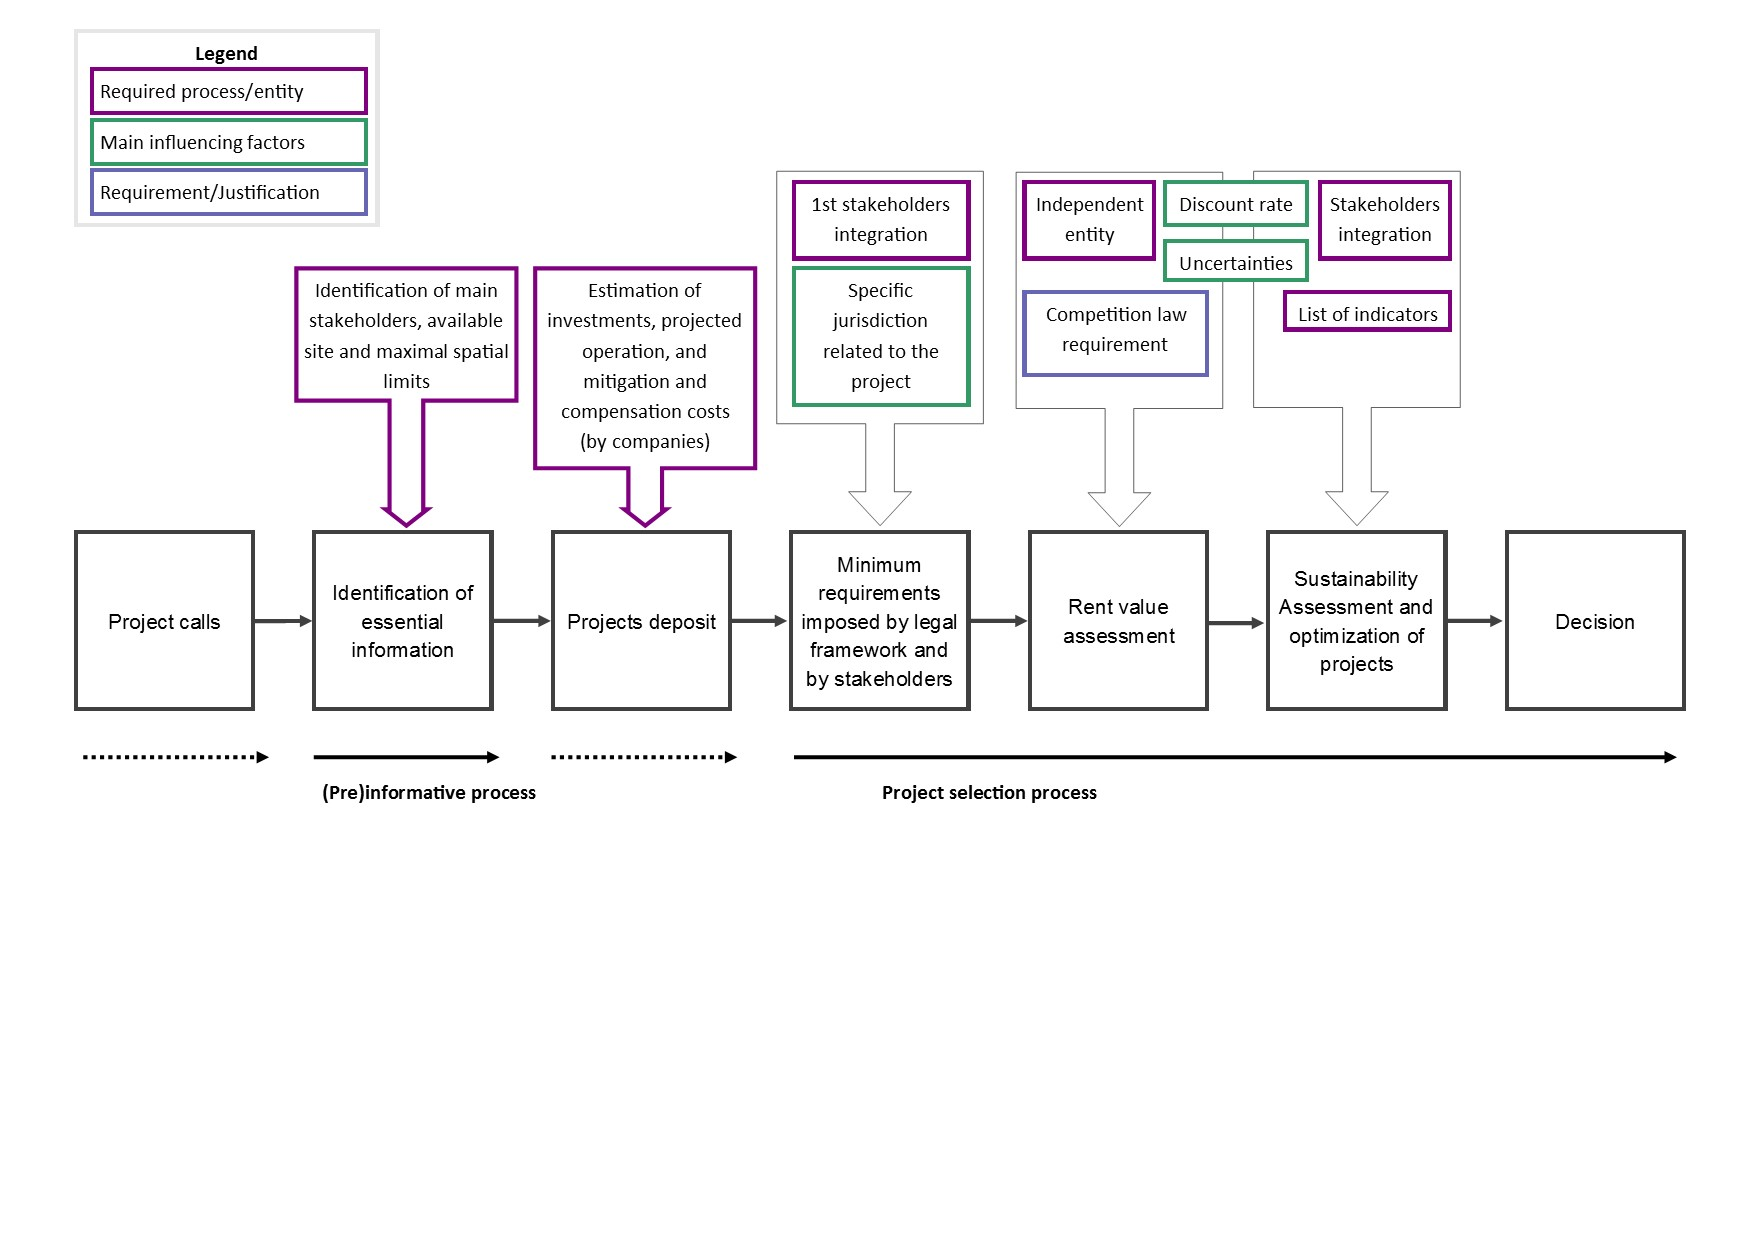 Legend
Required process/entity
Main influencing factors
Requirement/Justification
Identification of main
stakeholders, available
site and maximal spatial
limits
Estimation of
investments, projected
operation, and
mitigation and
compensation costs
(by companies)
1st stakeholders
integration
Specific
jurisdiction
related to the
project
Independent
entity
Discount rate
Uncertainties
Competition law
requirement
Stakeholders
integration
List of indicators
Project calls
Identification of
essential
information
Projects deposit
Minimum
requirements
imposed by legal
framework and
by stakeholders
Rent value
assessment
Sustainability
Assessment and
optimization of
projects
Decision
(Pre)informative process
Project selection process